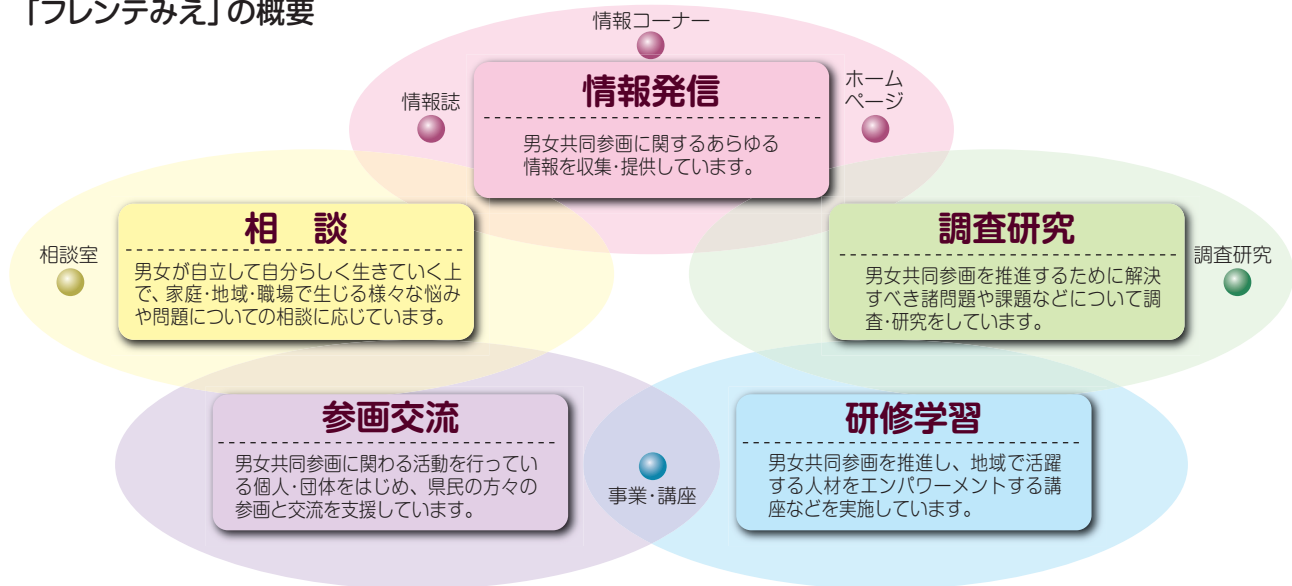 「フレンテみえ」の概要
情報コーナー
情報誌
ホーム
ページ
情報発信
男女共同参画に関するあらゆる
情報を収集・提供しています。
相談室
相　談
男女が自立して自分らしく生きていく上
で、家庭・地域・職場で生じる様々な悩み
や問題についての相談に応じています。
調査研究
男女共同参画を推進するために解決
すべき諸問題や課題などについて調
査・研究をしています。
調査研究
参画交流
男女共同参画に関わる活動を行ってい
る個人・団体をはじめ、県民の方々の
参画と交流を支援しています。
事業・講座
研修学習
男女共同参画を推進し、地域で活躍
する人材をエンパワーメントする講
座などを実施しています。